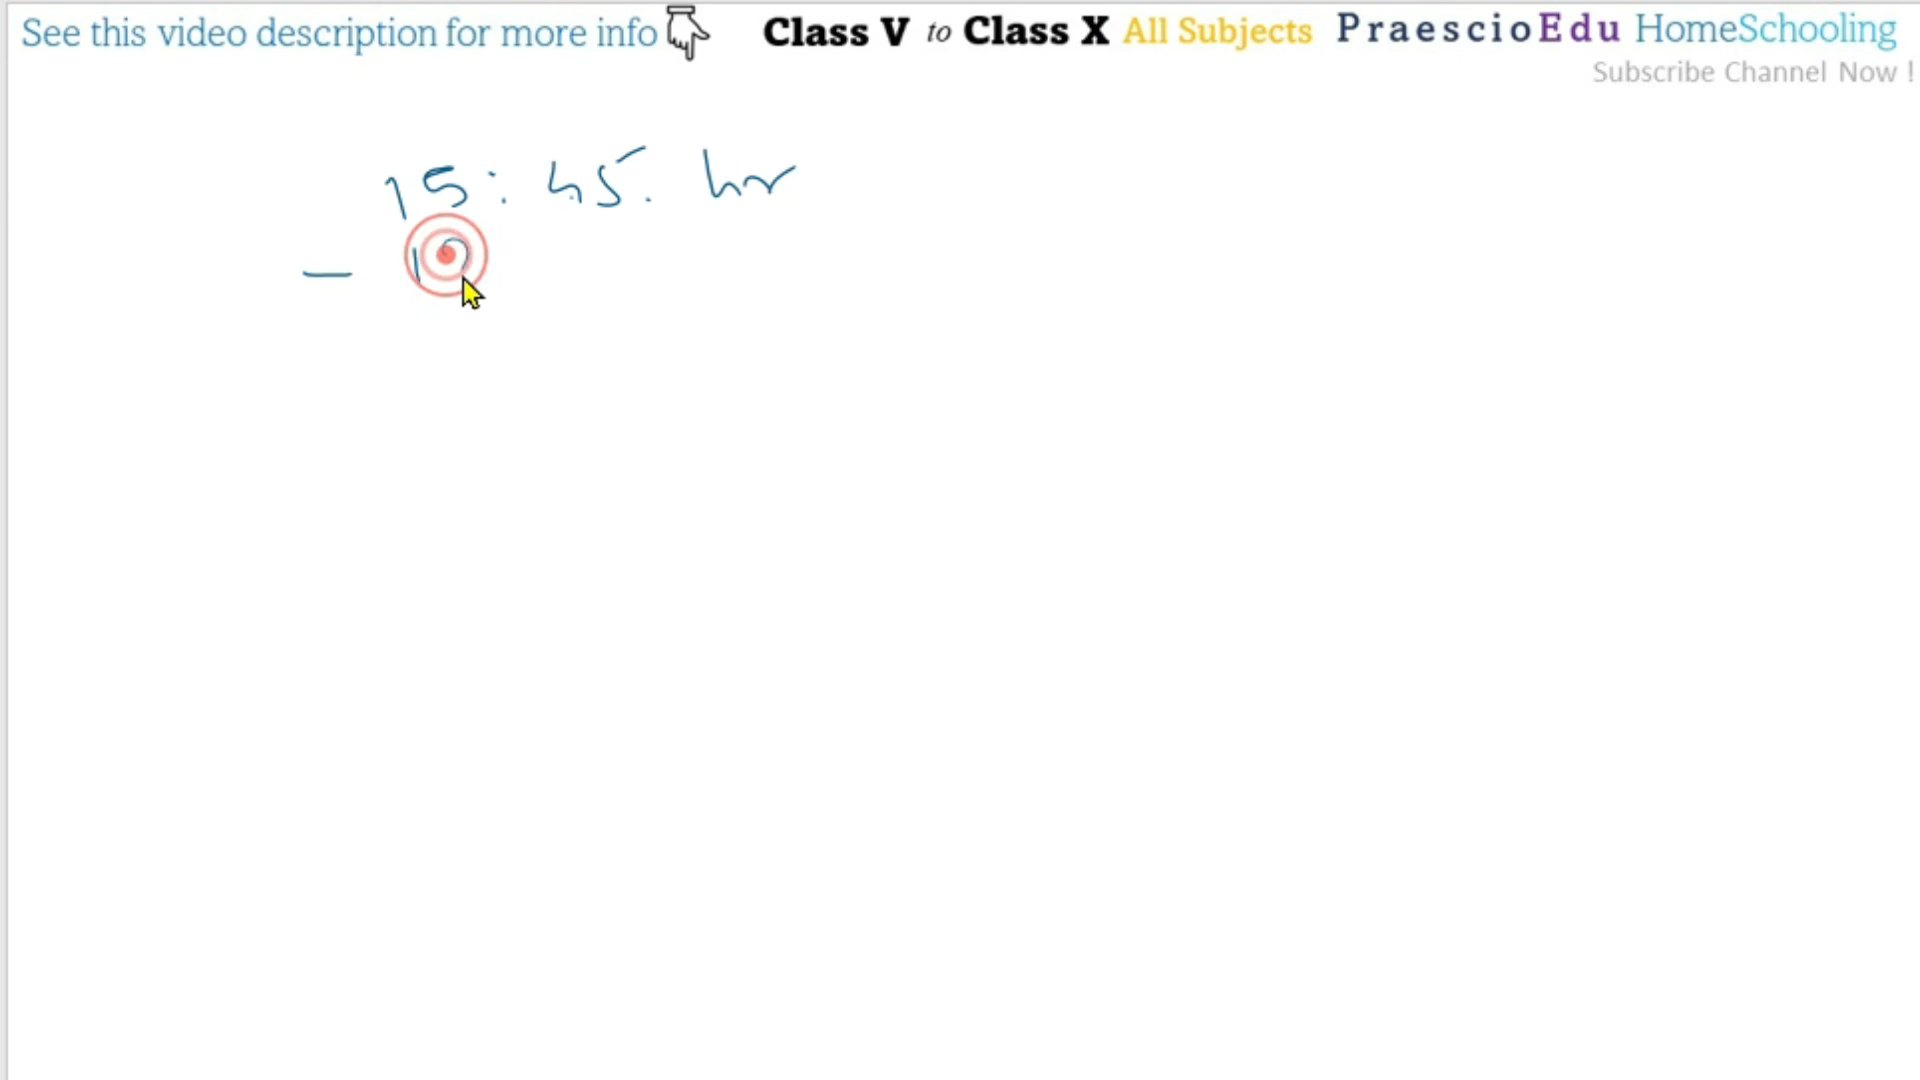 See this video description for more info Class V to Class X All Subjects PraescioEdu HomeSchooling
Subscribe Channel Now !
15: 45. hr
-